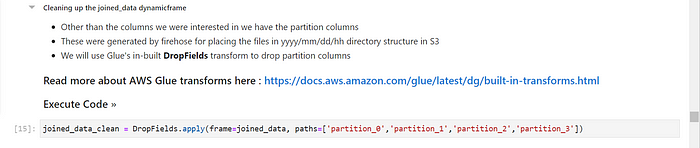 Cleaning up the joined_data dynamicframe
Other than the columns we were interested in we have the partition columns
These were generated by firehose for placing the files in yyyy/mm/dd/hh directory structure in S3
We will use Glue's in-built DropFields transform to drop partition columns
Read more about AWS Glue transforms here : https://docs.aws.amazon.com/glue/latest/dg/built-in-transforms.html
Execute Code »
[15]: joined_data_clean = DropFields.apply(frame=joined_data, paths=['partition_0','partition_1','partition_2','partition_3'])